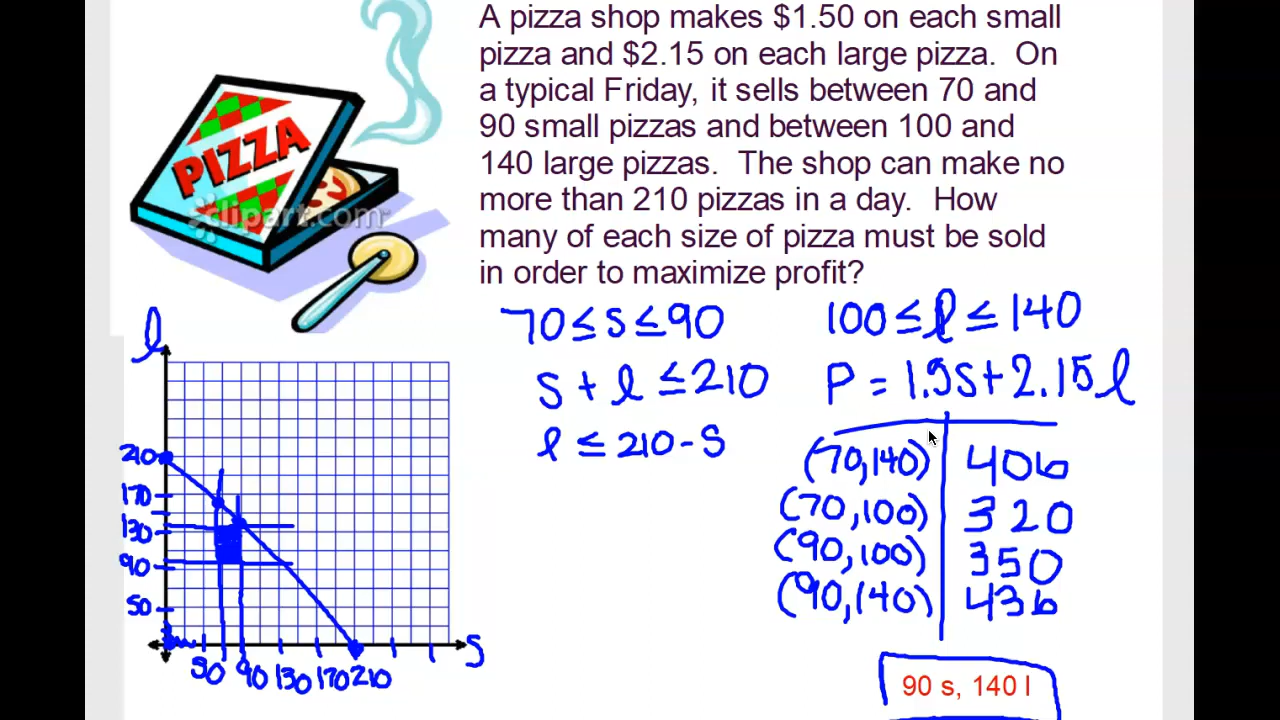 A pizza shop makes $1.50 on each small
pizza and $2.15 on each large pizza. On
a typical Friday, it sells between 70 and
90 small pizzas and between 100 and
140 large pizzas. The shop can make no
more than 210 pizzas in a day. How
many of each size of pizza must be sold
in order to maximize profit?
PIZZA
clipart.com
70 ≤ s ≤ 90
100 ≤ l ≤ 140
s + l ≤ 210
P = 1.5s + 2.15l
l ≤ 210 - s
(70,140) 406
(70,100) 320
(90,100) 350
(90,140) 436
90 s, 140 l
l
210
170
130
90
50
s
50 90 130 170 210